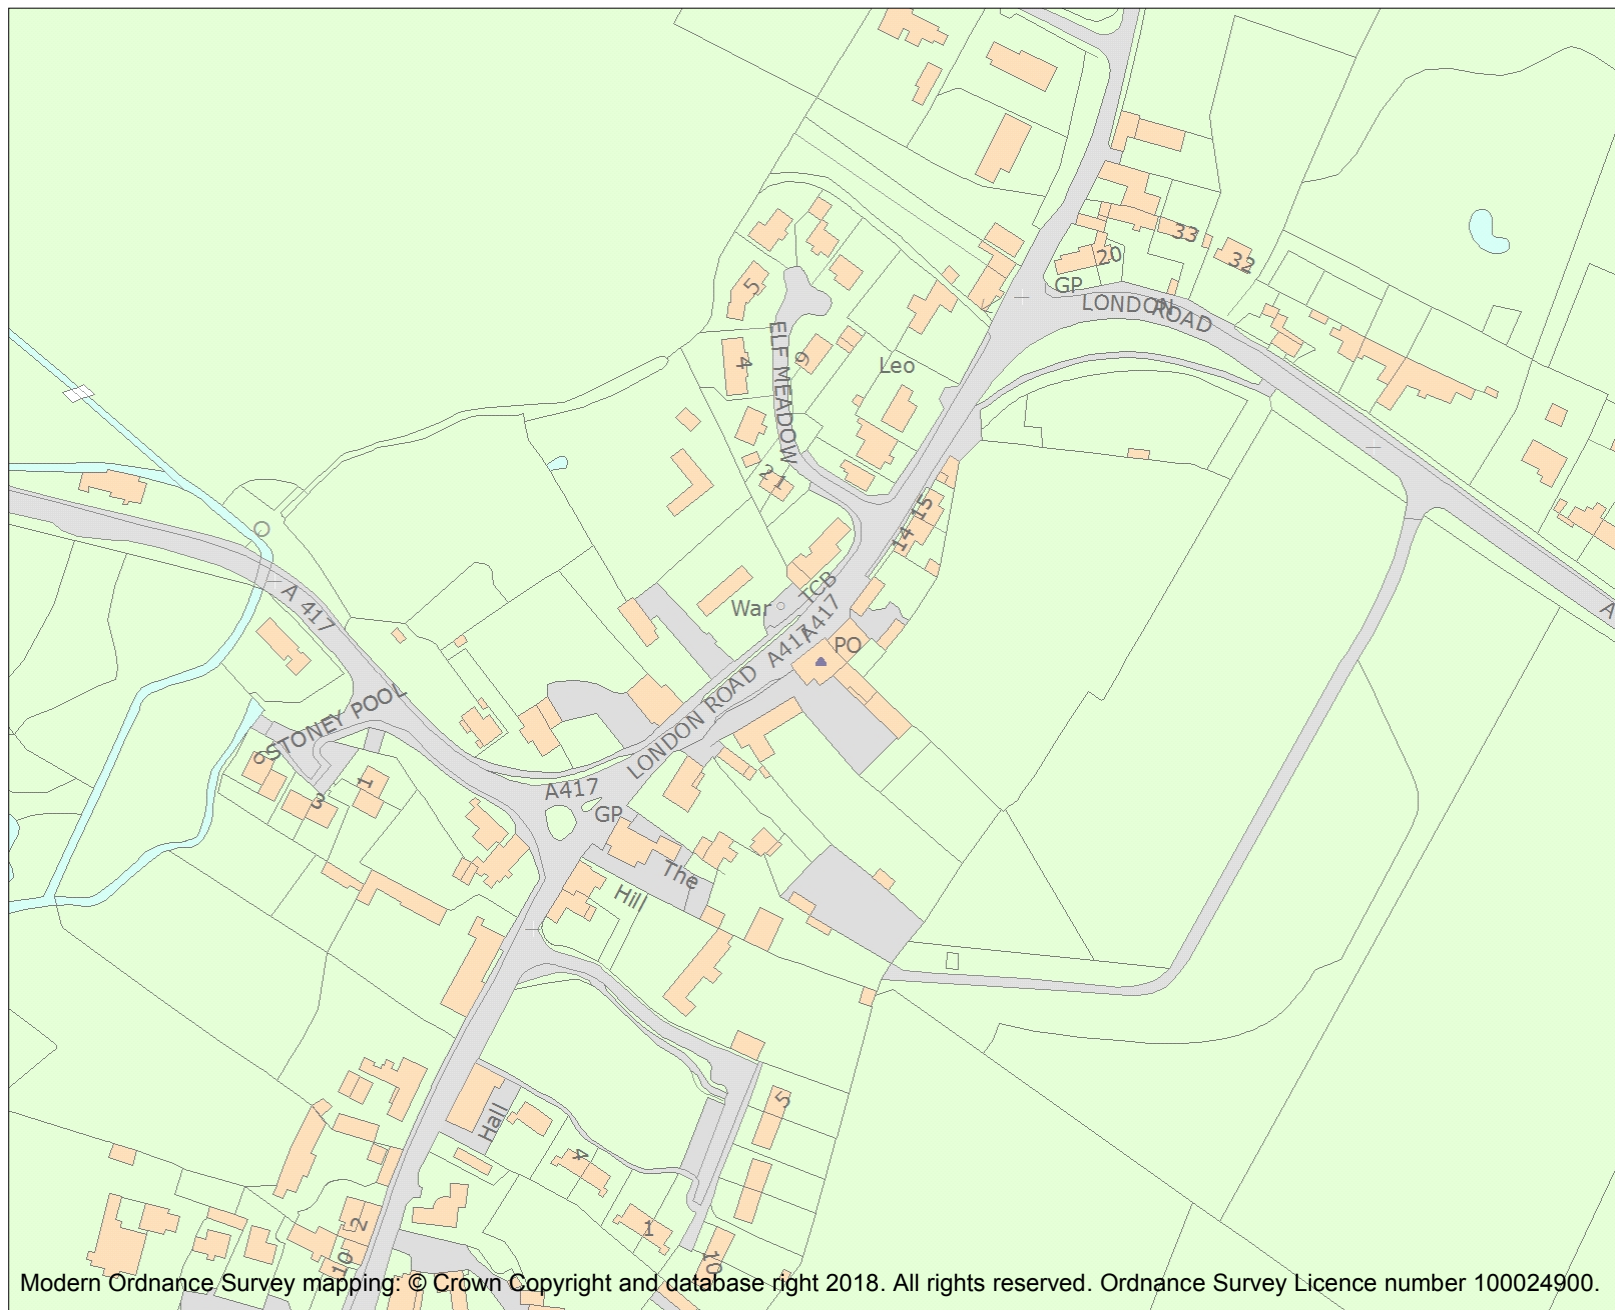 33
20
32
GP
LONDON
ROAD
5
ELF MEADOW
4
9
Leo
2
1
15
14
TCB
War
A417
A417
PO
A 417
LONDON ROAD
STONEY POOL
3
1
A417
GP
The
Hill
5
Hall
4
1
2
10
10
Modern Ordnance Survey mapping: © Crown Copyright and database right 2018. All rights reserved. Ordnance Survey Licence number 100024900.